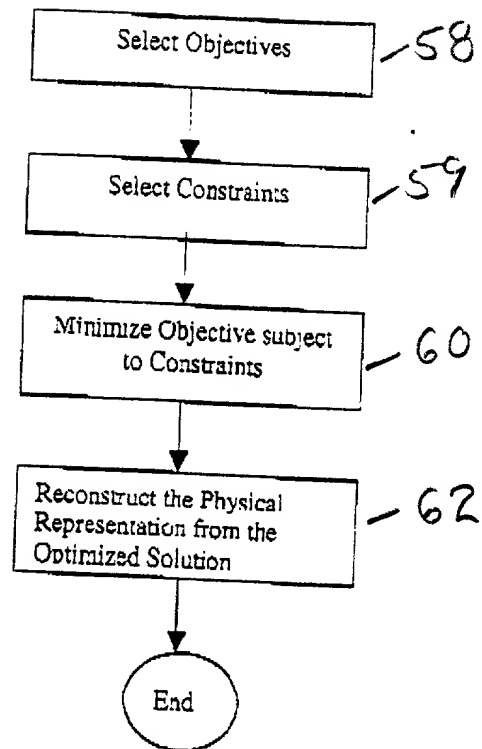 Select Objectives
58
Select Constraints
59
Minimize Objective subject
to Constraints
60
Reconstruct the Physical
Representation from the
Optimized Solution
62
End